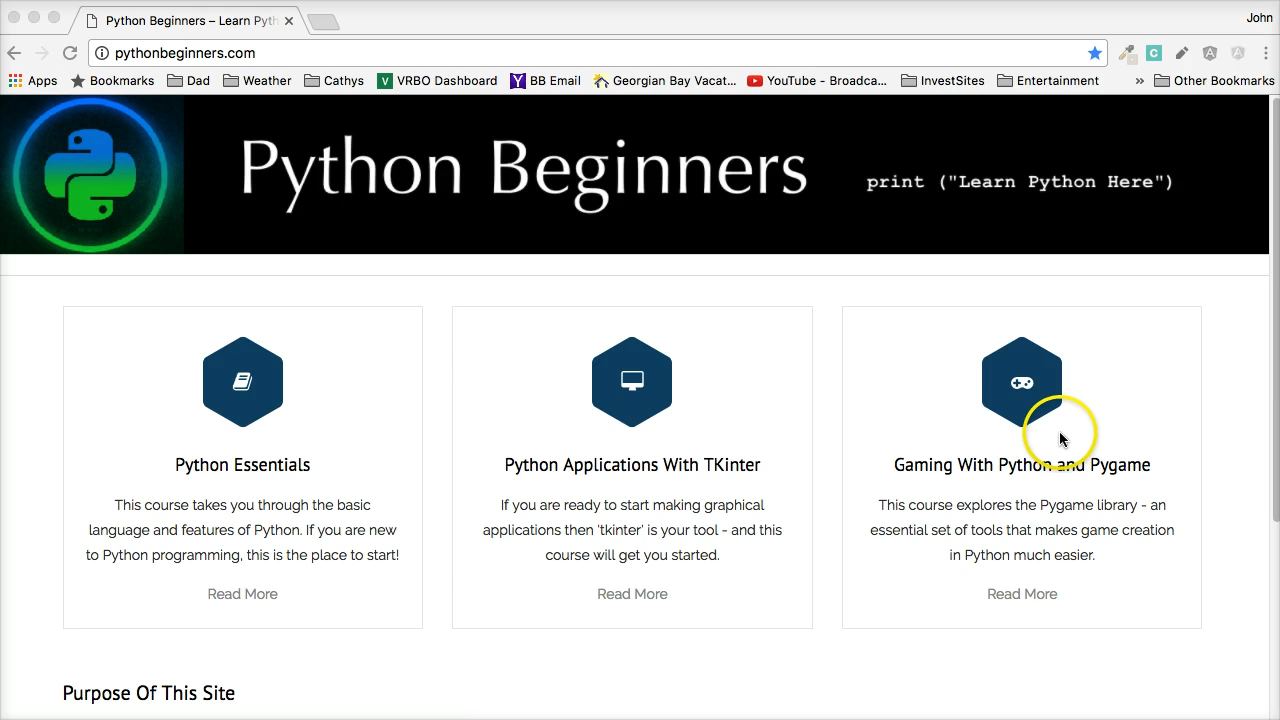 Python Beginners – Learn Pyth
John
pythonbeginners.com
Apps Bookmarks Dad Weather Cathys VRBO Dashboard BB Email Georgian Bay Vacat... YouTube - Broadca... InvestSites Entertainment » Other Bookmarks
Python Beginners
print ("Learn Python Here")
Python Essentials
This course takes you through the basic
language and features of Python. If you are new
to Python programming, this is the place to start!
Read More
Python Applications With TKinter
If you are ready to start making graphical
applications then 'tkinter' is your tool - and this
course will get you started.
Read More
Gaming With Python and Pygame
This course explores the Pygame library - an
essential set of tools that makes game creation
in Python much easier.
Read More
Purpose Of This Site